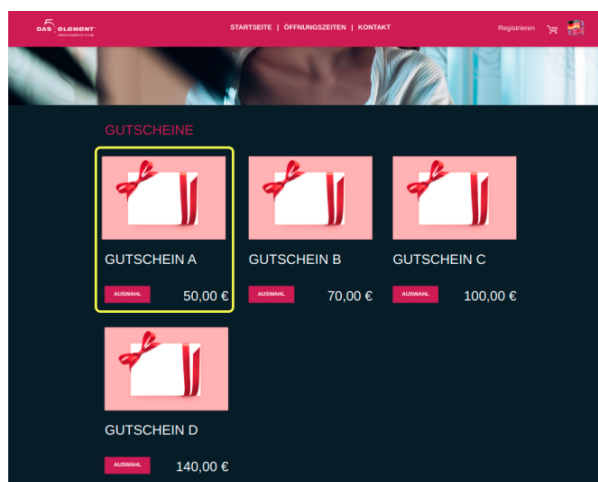 DAS 5. ELEMENT
STARTSEITE | ÖFFNUNGSZEITEN | KONTAKT
Registrieren
GUTSCHEINE
GUTSCHEIN A
GUTSCHEIN B
GUTSCHEIN C
AUSWAHL 50,00 €
AUSWAHL 70,00 €
AUSWAHL 100,00 €
GUTSCHEIN D
AUSWAHL 140,00 €